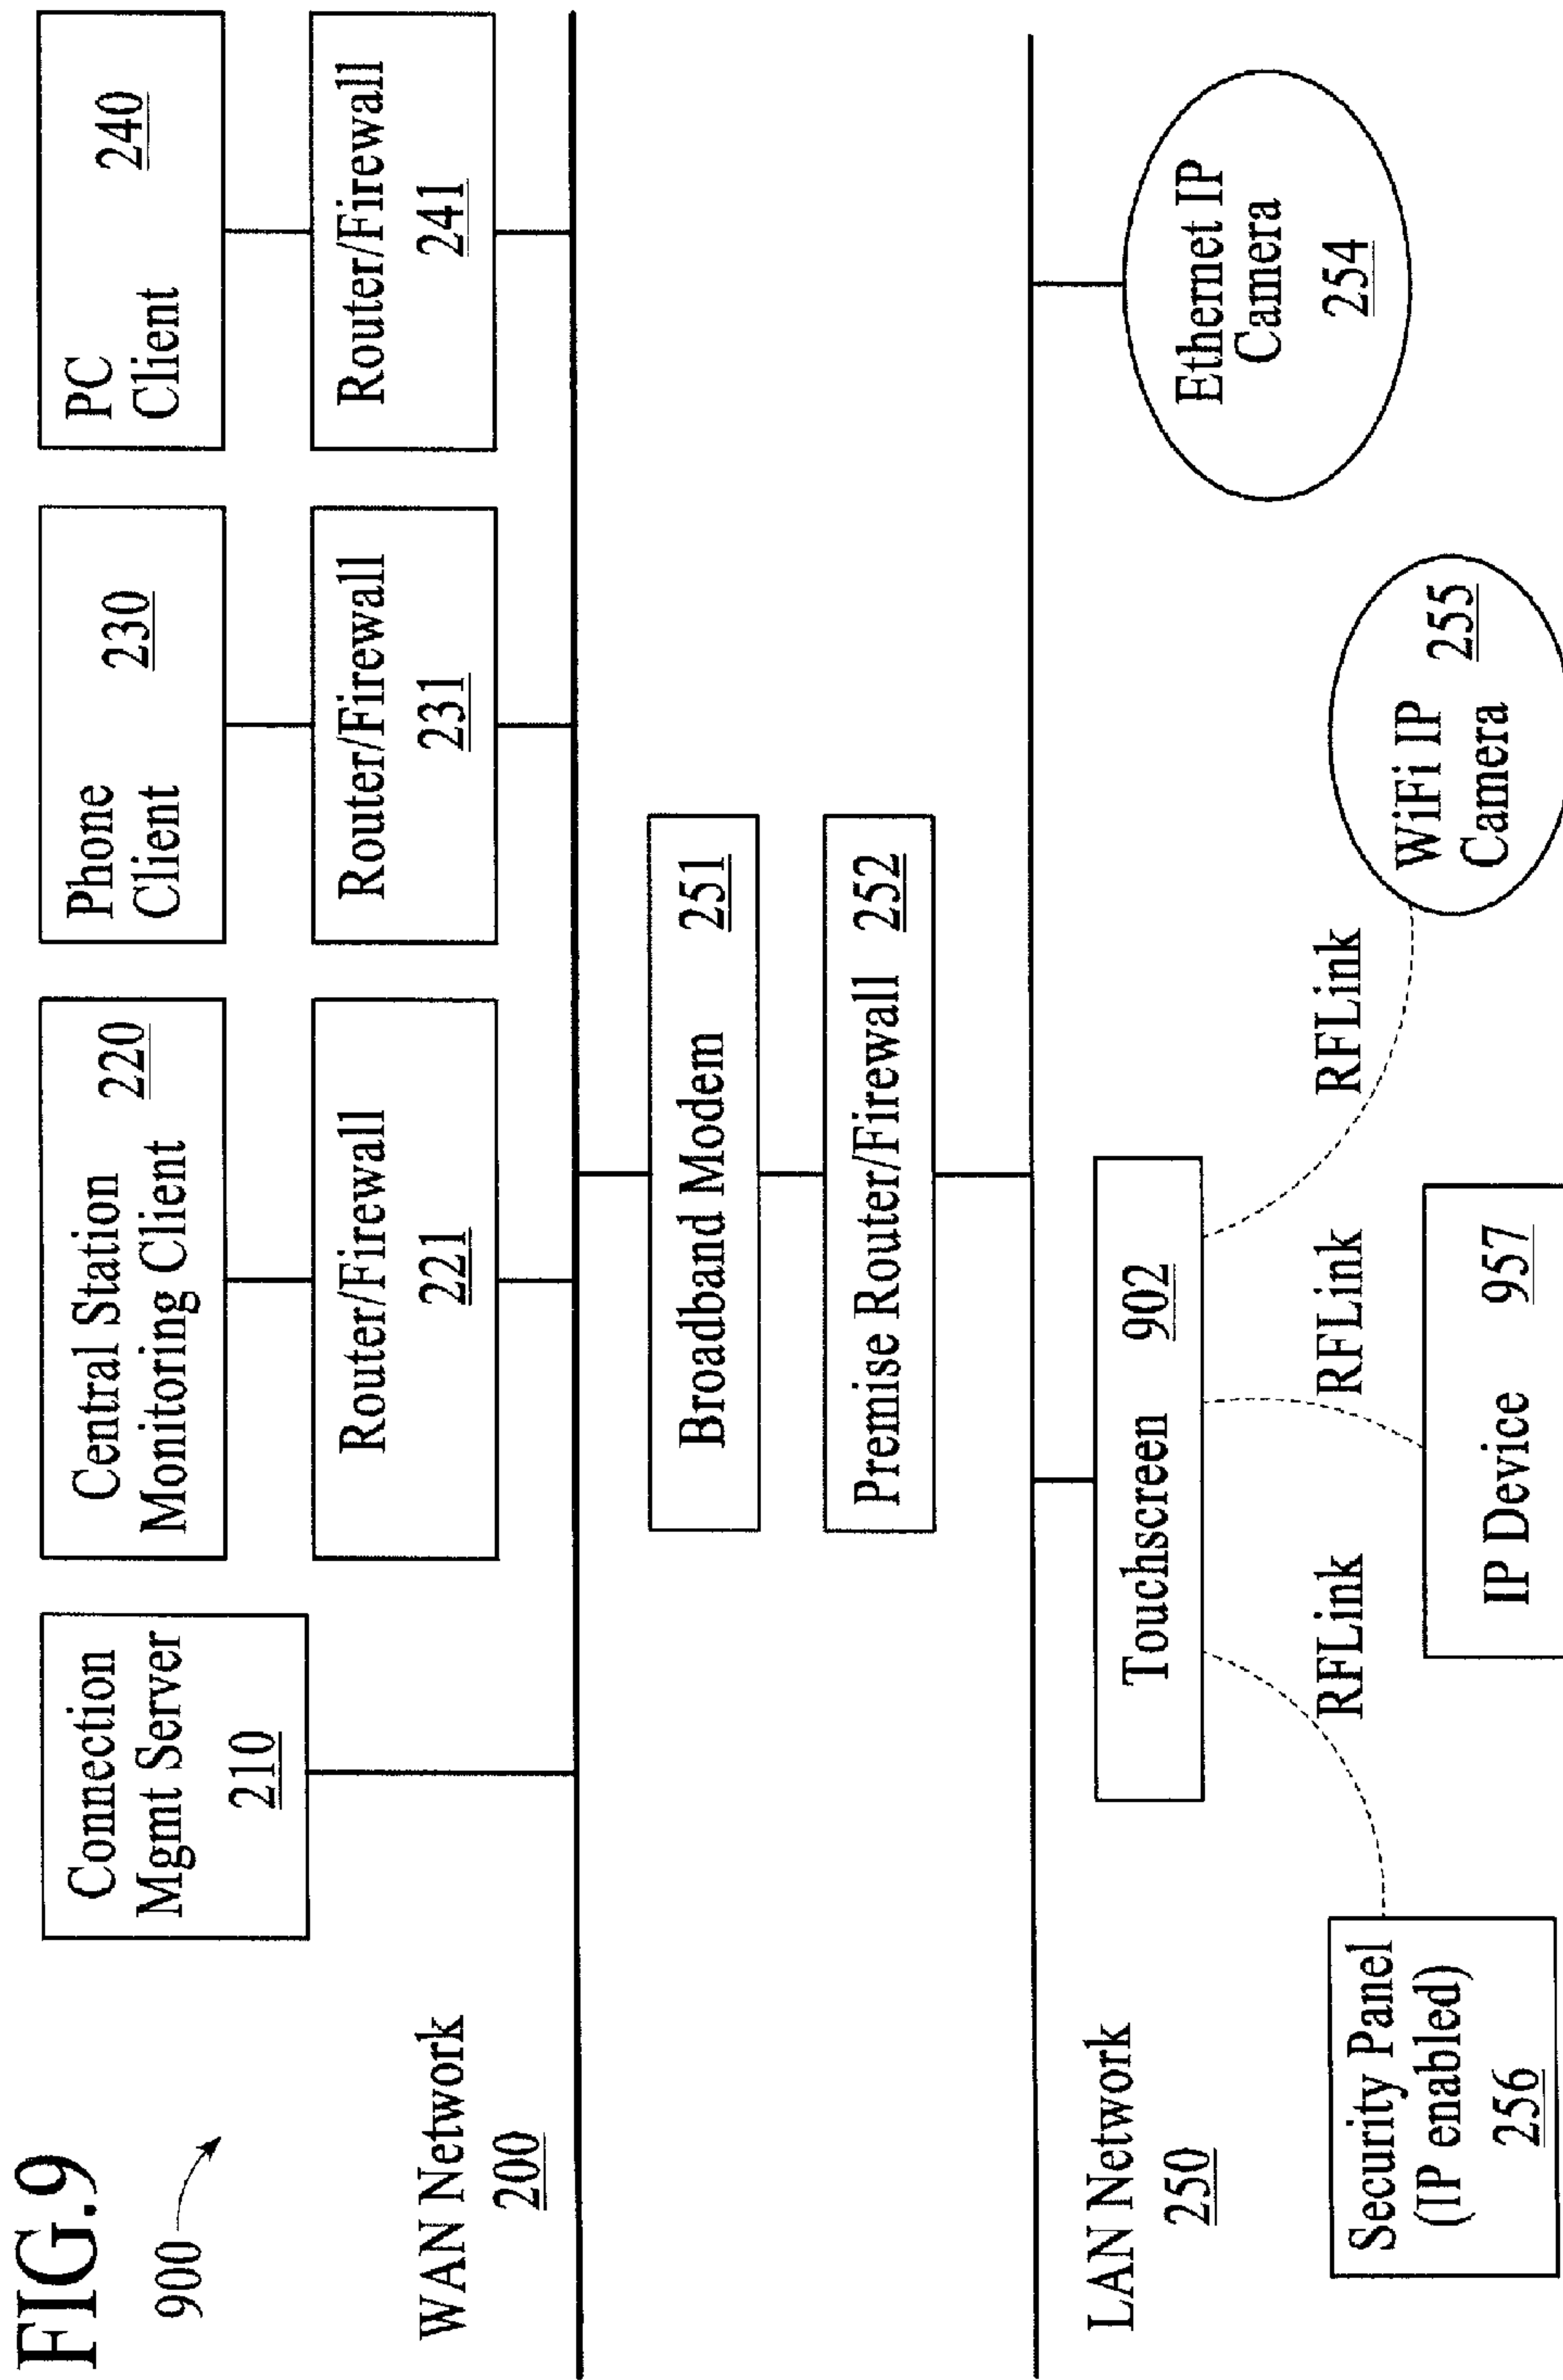 FIG.9
900
Connection
Mgmt Server
210
Central Station
Monitoring Client
220
Phone
Client
230
PC
Client
240
Router/Firewall
221
Router/Firewall
231
Router/Firewall
241
WAN Network
200
Broadband Modem 251
Premise Router/Firewall 252
LAN Network
250
Touchscreen 902
Ethernet IP
Camera
254
RFLink
RFLink
RFLink
Security Panel
(IP enabled)
256
IP Device 957
WiFi IP
Camera
255